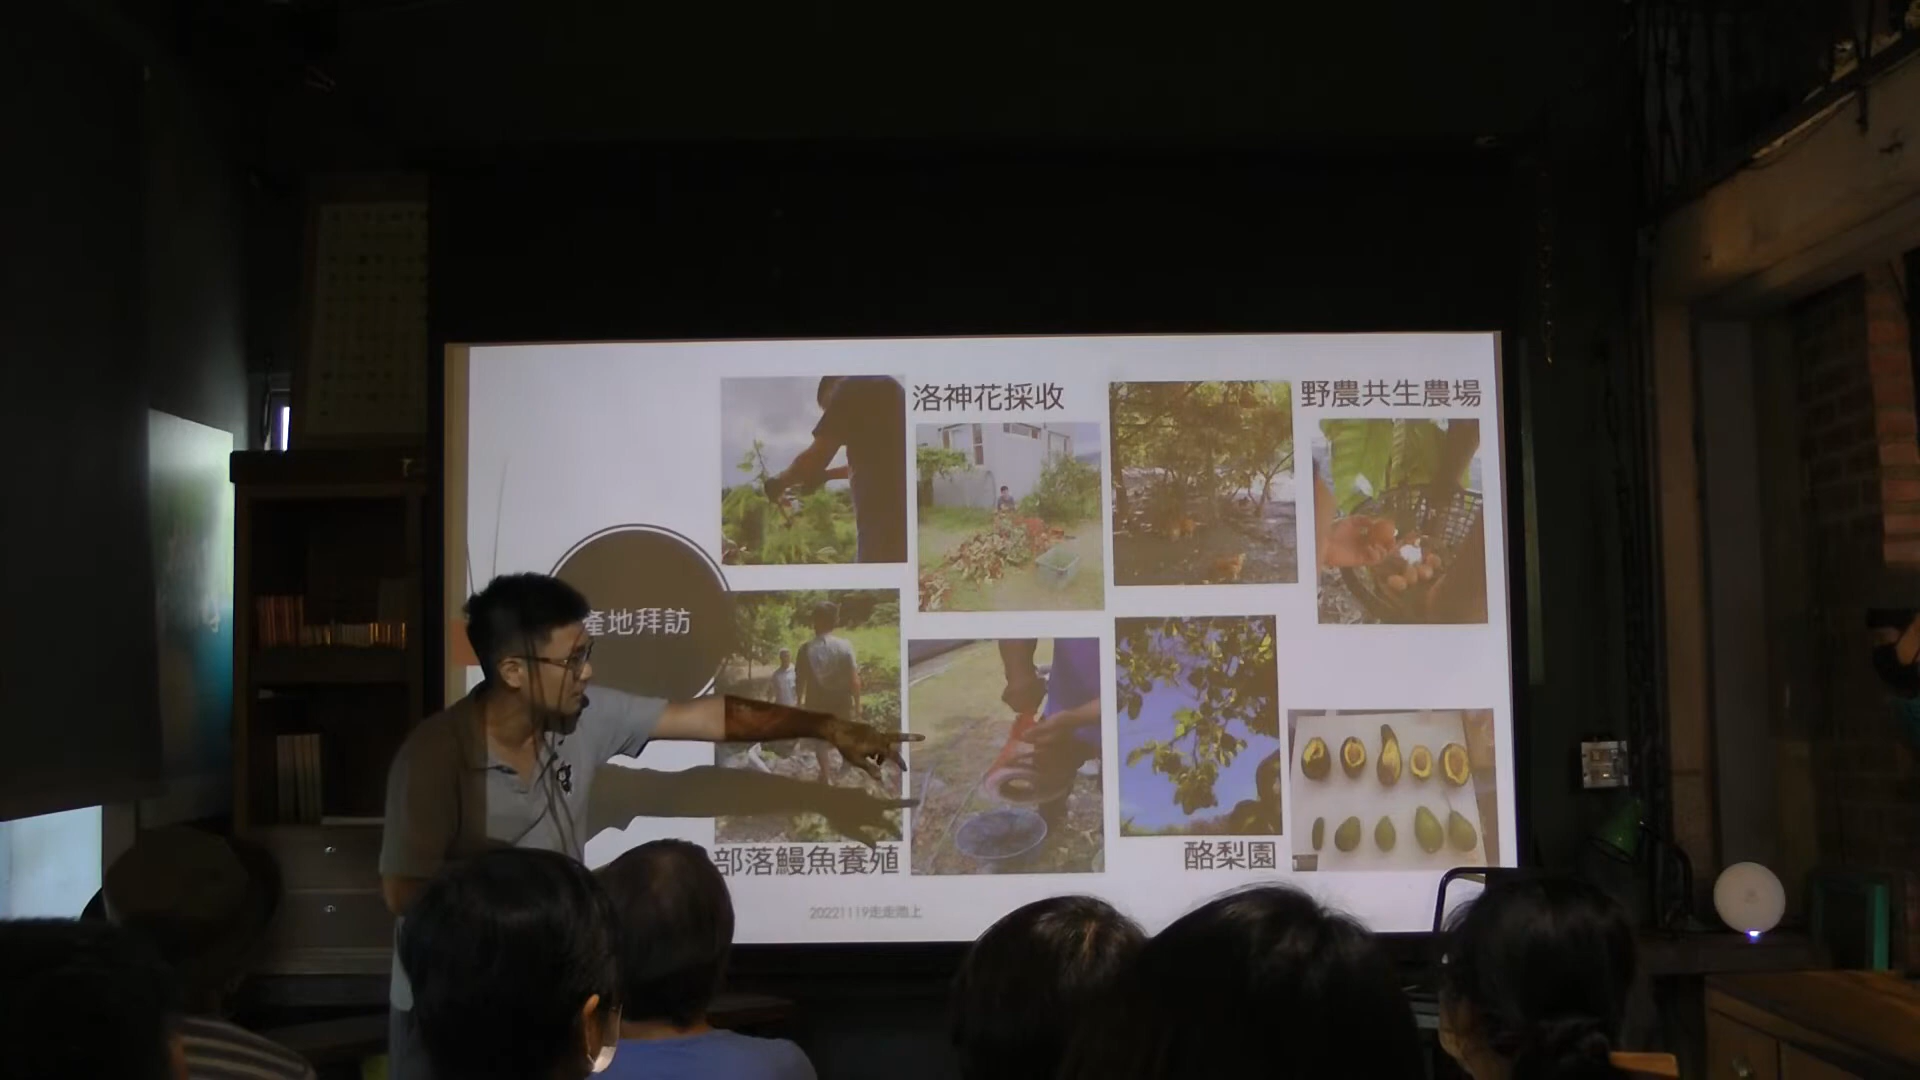 洛神花採收
野農共生農場
產地拜訪
部落鰻魚養殖
酪梨園
20221119走走池上